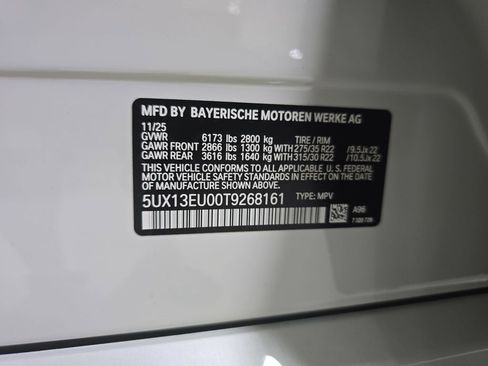 MFD BY BAYERISCHE MOTOREN WERKE AG
11/25
GVWR 6173 lbs 2800 kg TIRE / RIM
GAWR FRONT 2866 lbs 1300 kg 275/35 R22 /9.5Jx22
GAWR REAR 3616 lbs 1640 kg 315/30 R22 /10.5Jx22
THIS VEHICLE CONFORMS TO ALL APPLICABLE U. S. FEDERAL
MOTOR VEHICLE SAFETY STANDARDS IN EFFECT ON THE DATE
OF MANUFACTURE SHOWN ABOVE.
5UX13EU00T9268161 TYPE: MPV
A96